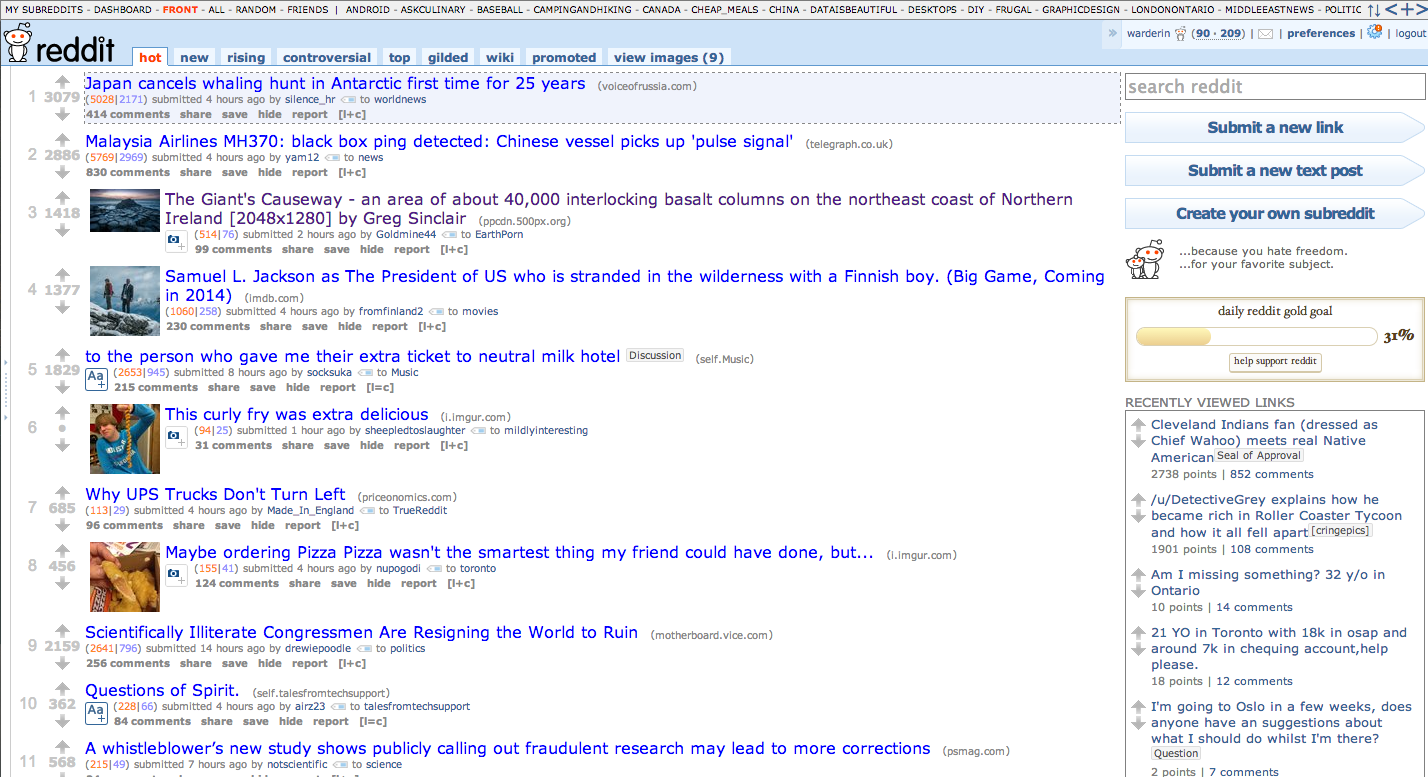 MY SUBREDDITS - DASHBOARD - FRONT - ALL - RANDOM - FRIENDS | ANDROID - ASKCULINARY - BASEBALL - CAMPINGANDHIKING - CANADA - CHEAP_MEALS - CHINA - DATAISBEAUTIFUL - DESKTOPS - DIY - FRUGAL - GRAPHICDESIGN - LONDONONTARIO - MIDDLEEASTNEWS - POLITIC
warderin (90 · 209) | | preferences | | logout
reddit hot new rising controversial top gilded wiki promoted view images (9)
1 3079 Japan cancels whaling hunt in Antarctic first time for 25 years (voiceofrussia.com)
(5028|2171) submitted 4 hours ago by silence_hr to worldnews
414 comments share save hide report [l+c]
2 2886 Malaysia Airlines MH370: black box ping detected: Chinese vessel picks up 'pulse signal' (telegraph.co.uk)
(5769|2969) submitted 4 hours ago by yam12 to news
830 comments share save hide report [l+c]
3 1418 The Giant's Causeway - an area of about 40,000 interlocking basalt columns on the northeast coast of Northern
Ireland [2048x1280] by Greg Sinclair (ppcdn.500px.org)
(514|76) submitted 2 hours ago by Goldmine44 to EarthPorn
99 comments share save hide report [l+c]
4 1377 Samuel L. Jackson as The President of US who is stranded in the wilderness with a Finnish boy. (Big Game, Coming
in 2014) (imdb.com)
(1060|258) submitted 4 hours ago by fromfinland2 to movies
230 comments share save hide report [l+c]
5 1829 to the person who gave me their extra ticket to neutral milk hotel Discussion (self.Music)
Aa+ (2653|945) submitted 8 hours ago by socksuka to Music
215 comments share save hide report [l=c]
6 This curly fry was extra delicious (i.imgur.com)
(94|25) submitted 1 hour ago by sheepiedtoslaughter to mildlyinteresting
31 comments share save hide report [l+c]
7 685 Why UPS Trucks Don't Turn Left (priceonomics.com)
(113|29) submitted 4 hours ago by Made_In_England to TrueReddit
96 comments share save hide report [l+c]
8 456 Maybe ordering Pizza Pizza wasn't the smartest thing my friend could have done, but... (i.imgur.com)
(155|41) submitted 4 hours ago by nupogodi to toronto
124 comments share save hide report [l+c]
9 2159 Scientifically Illiterate Congressmen Are Resigning the World to Ruin (motherboard.vice.com)
(2641|796) submitted 14 hours ago by drewiepoodle to politics
256 comments share save hide report [l+c]
10 362 Questions of Spirit. (self.talesfromtechsupport)
Aa+ (228|66) submitted 4 hours ago by airz23 to talesfromtechsupport
84 comments share save hide report [l=c]
11 568 A whistleblower's new study shows publicly calling out fraudulent research may lead to more corrections (psmag.com)
(215|49) submitted 7 hours ago by notscientific to science
search reddit
Submit a new link
Submit a new text post
Create your own subreddit
...because you hate freedom.
...for your favorite subject.
daily reddit gold goal
31%
help support reddit
RECENTLY VIEWED LINKS
Cleveland Indians fan (dressed as
Chief Wahoo) meets real Native
American Seal of Approval
2738 points | 852 comments
/u/DetectiveGrey explains how he
became rich in Roller Coaster Tycoon
and how it all fell apart [cringepics]
1901 points | 108 comments
Am I missing something? 32 y/o in
Ontario
10 points | 14 comments
21 YO in Toronto with 18k in osap and
around 7k in chequing account,help
please.
18 points | 12 comments
I'm going to Oslo in a few weeks, does
anyone have an suggestions about
what I should do whilst I'm there?
Question
2 points | 7 comments